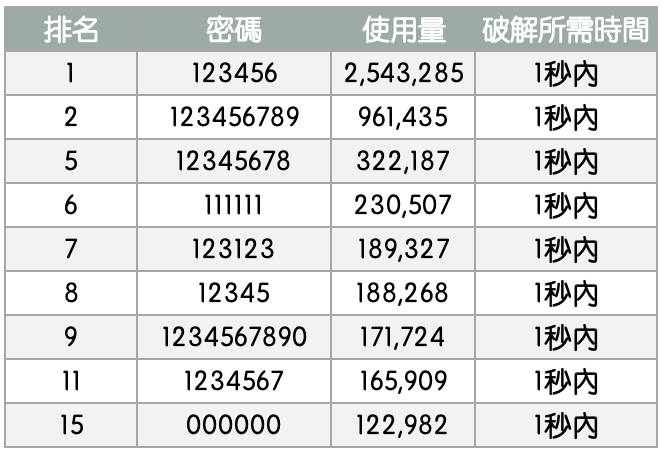 排名 密碼 使用量 破解所需時間
1 123456 2,543,285 1秒內
2 123456789 961,435 1秒內
5 12345678 322,187 1秒內
6 111111 230,507 1秒內
7 123123 189,327 1秒內
8 12345 188,268 1秒內
9 1234567890 171,724 1秒內
11 1234567 165,909 1秒內
15 000000 122,982 1秒內